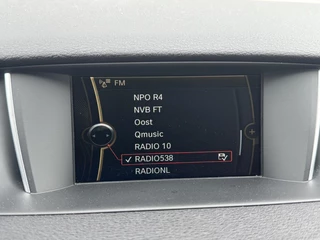 FM
NPO R4
NVB FT
Oost
Qmusic
RADIO 10
✓ RADIO538
RADIONL